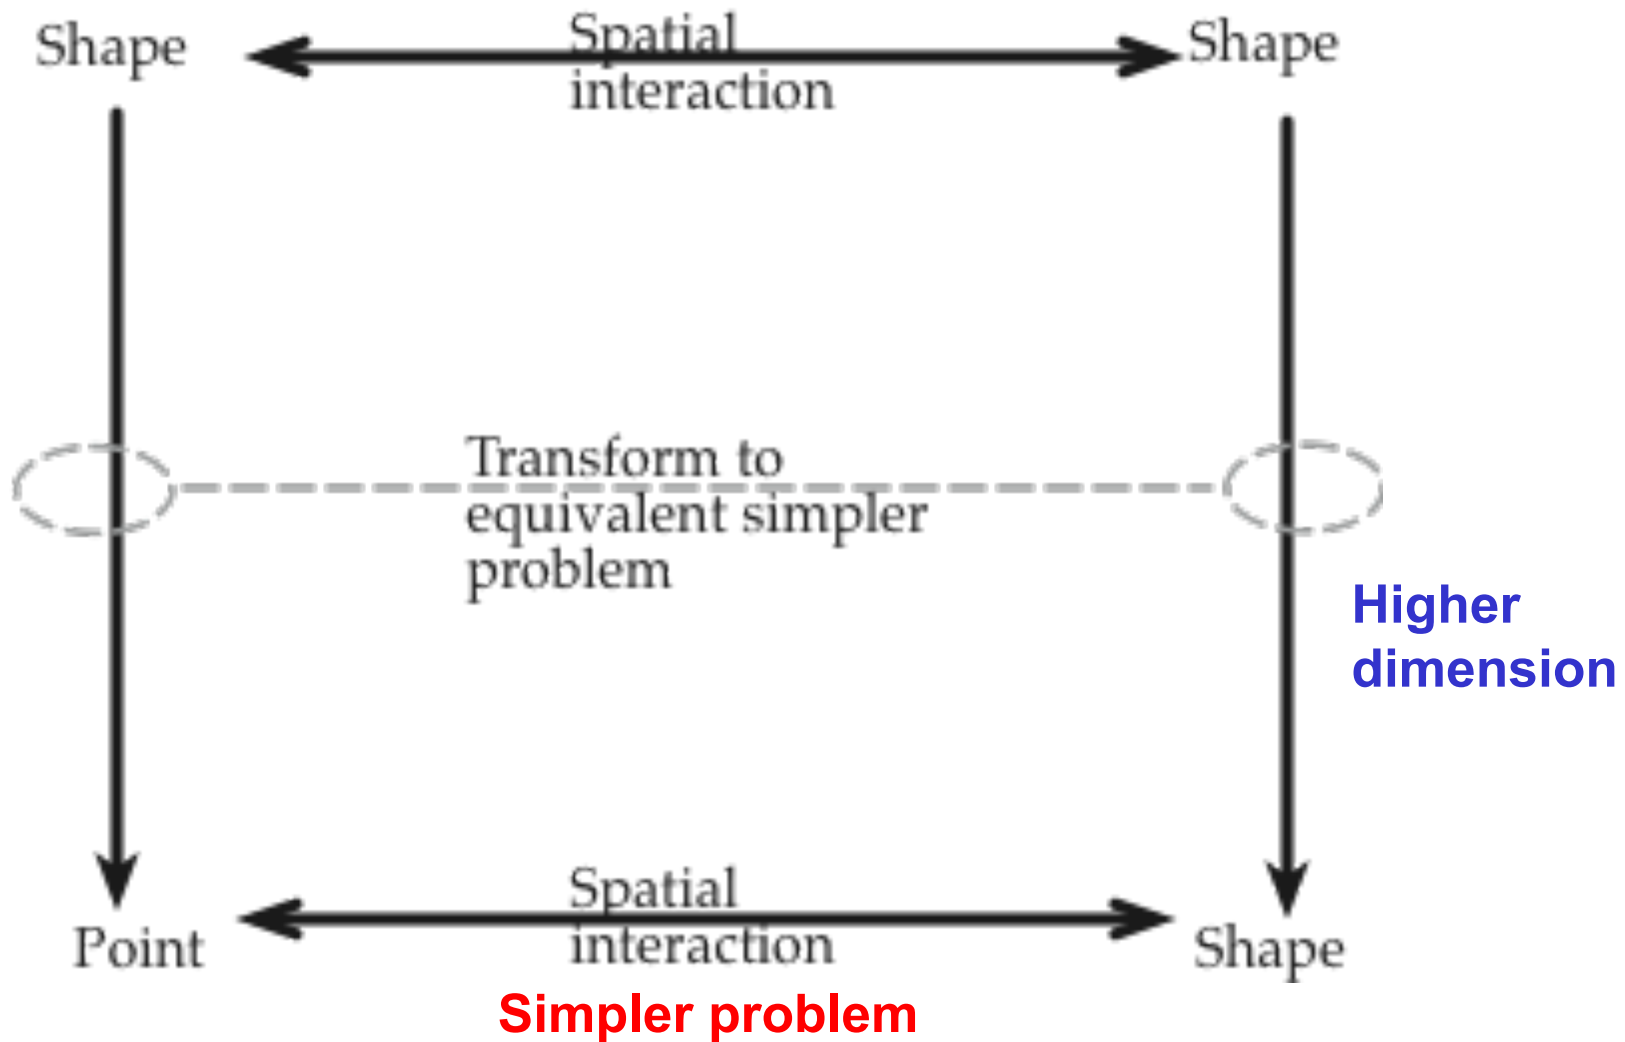 Shape
Spatial
interaction
Shape
Transform to
equivalent simpler
problem
Higher
dimension
Point
Spatial
interaction
Shape
Simpler problem